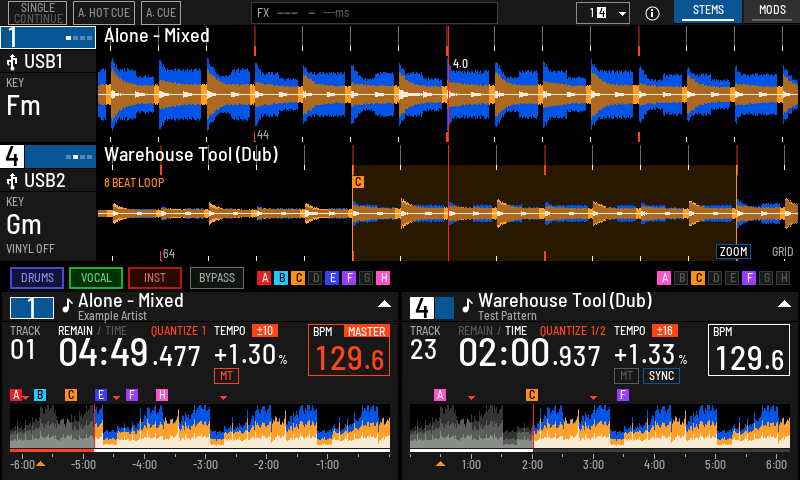 SINGLE
CONTINUE
A. HOT CUE
A. CUE
FX --- - ---ms
1 4
STEMS
MODS
1
USB1
KEY
Fm
Alone - Mixed
4.0
44
4
USB2
KEY
Gm
VINYL OFF
Warehouse Tool (Dub)
8 BEAT LOOP
C
64
ZOOM
GRID
DRUMS
VOCAL
INST
BYPASS
A B C D E F G H
A B C D E F G H
1
Alone - Mixed
Example Artist
TRACK
01
REMAIN / TIME
QUANTIZE 1
04:49.477
TEMPO
±10
+1.30%
MT
BPM
MASTER
129.6
A B C E F H
-6:00 -5:00 -4:00 -3:00 -2:00 -1:00
4
Warehouse Tool (Dub)
Test Pattern
TRACK
23
REMAIN / TIME
QUANTIZE 1/2
02:00.937
TEMPO
±16
+1.33%
MT
SYNC
BPM
129.6
A C F
1:00 2:00 3:00 4:00 5:00 6:00